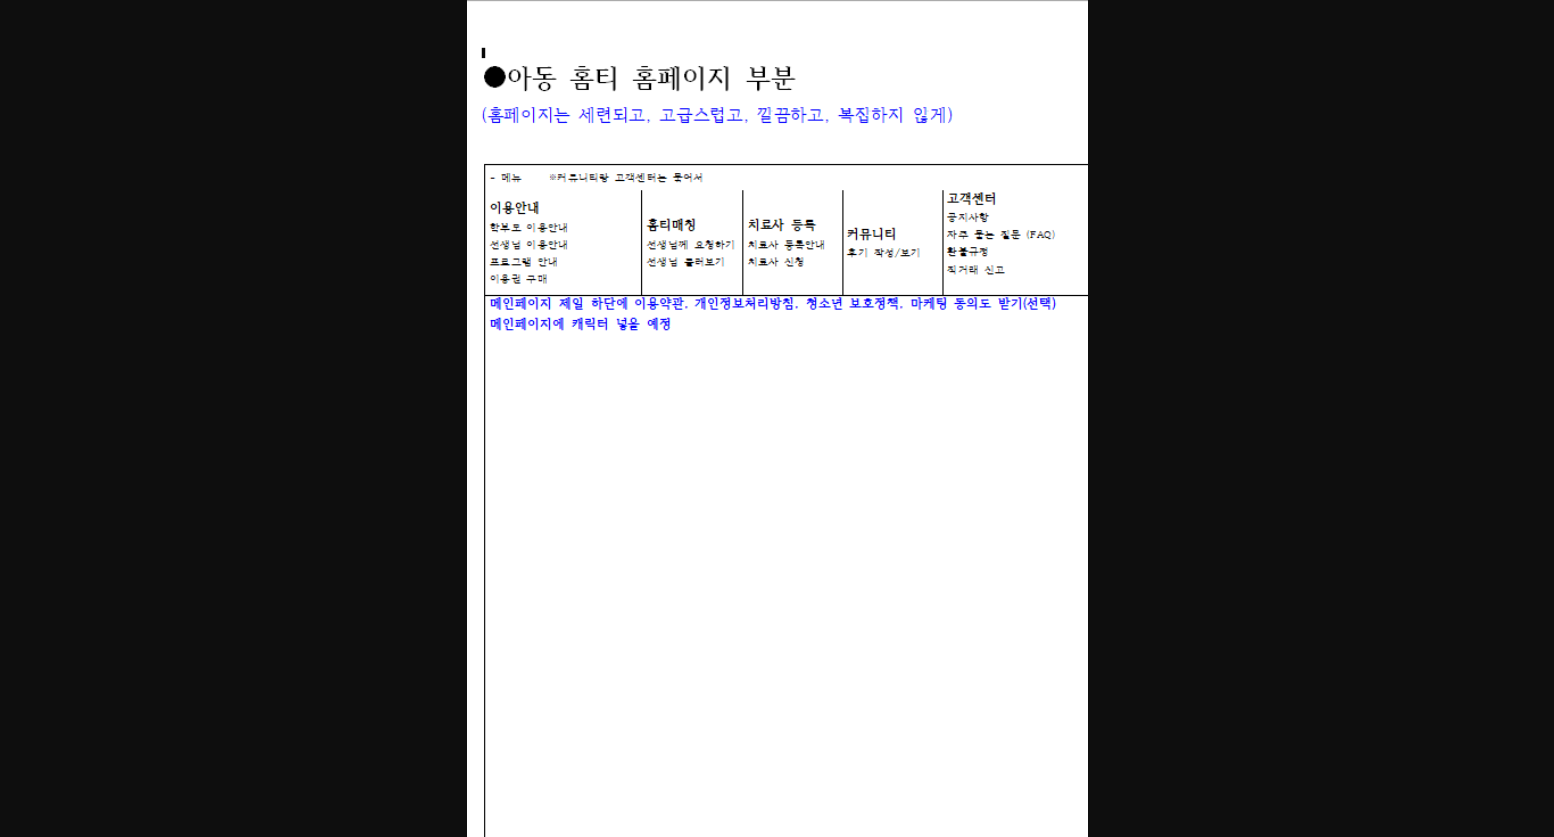 ●아동 홈티 홈페이지 부분
(홈페이지는 세련되고, 고급스럽고, 깔끔하고, 복잡하지 않게)
- 메뉴 ※커뮤니티랑 고객센터는 묶어서
이용안내
학부모 이용안내
선생님 이용안내
프로그램 안내
이용권 구매
홈티매칭
선생님께 요청하기
선생님 둘러보기
치료사 등록
치료사 등록안내
치료사 신청
커뮤니티
후기 작성/보기
고객센터
공지사항
자주 묻는 질문 (FAQ)
환불규정
직거래 신고
메인페이지 제일 하단에 이용약관, 개인정보처리방침, 청소년 보호정책, 마케팅 동의도 받기(선택)
메인페이지에 캐릭터 넣을 예정